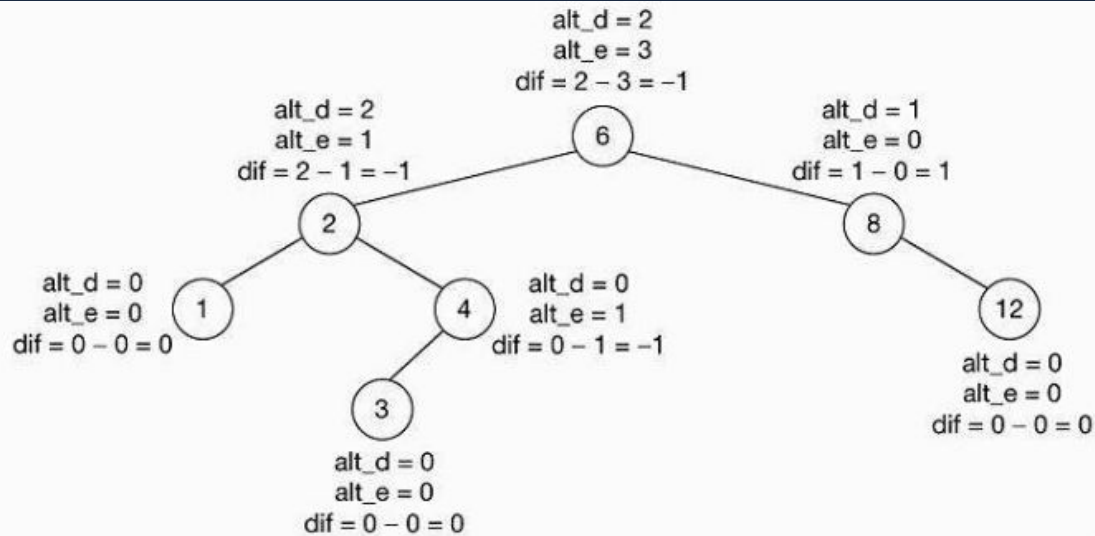 alt_d = 2
alt_e = 3
dif = 2 – 3 = –1
6
alt_d = 2
alt_e = 1
dif = 2 – 1 = –1
2
alt_d = 1
alt_e = 0
dif = 1 – 0 = 1
8
alt_d = 0
alt_e = 0
dif = 0 – 0 = 0
1
4
alt_d = 0
alt_e = 1
dif = 0 – 1 = –1
12
alt_d = 0
alt_e = 0
dif = 0 – 0 = 0
3
alt_d = 0
alt_e = 0
dif = 0 – 0 = 0